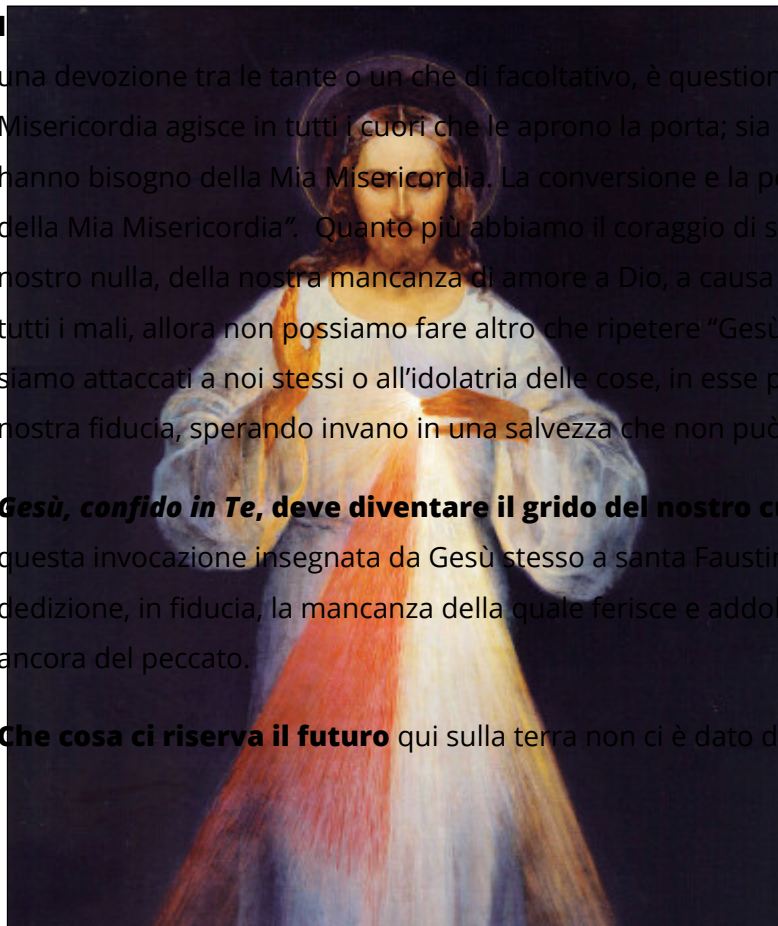 una devozione tra le tante o un che di facoltativo, è question
Misericordia agisce in tutti i cuori che le aprono la porta; sia
hanno bisogno della Mia Misericordia. La conversione e la pe
della Mia Misericordia”. Quanto più abbiamo il coraggio di s
nostro nulla, della nostra mancanza di amore a Dio, a causa
tutti i mali, allora non possiamo fare altro che ripetere “Gesù
siamo attaccati a noi stessi o all’idolatria delle cose, in esse p
nostra fiducia, sperando invano in una salvezza che non può
Gesù, confido in Te, deve diventare il grido del nostro cu
questa invocazione insegnata da Gesù stesso a santa Faustin
dedizione, in fiducia, la mancanza della quale ferisce e addol
ancora del peccato.
Che cosa ci riserva il futuro qui sulla terra non ci è dato d